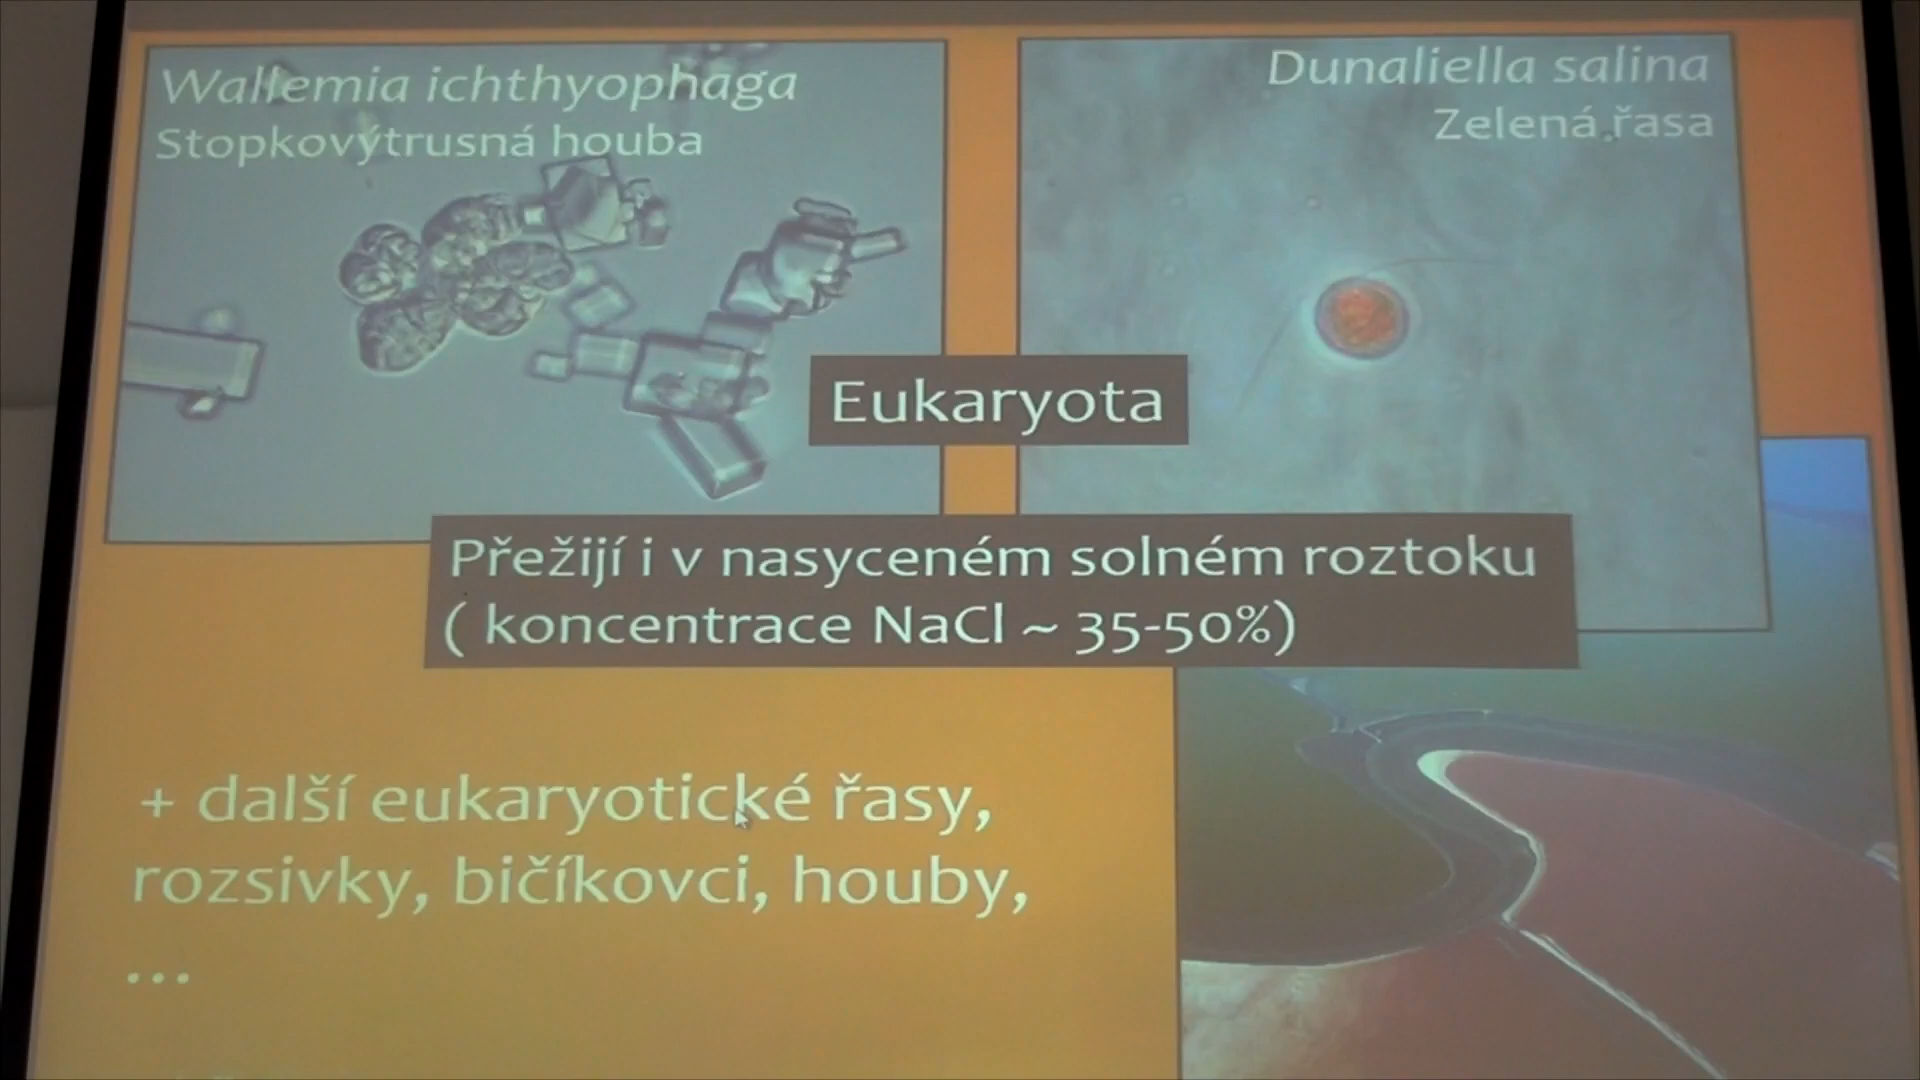 Wallemia ichthyophaga
Stopkovýtrusná houba
Dunaliella salina
Zelená řasa
Eukaryota
Přežijí i v nasyceném solném roztoku
( koncentrace NaCl ~ 35-50%)
+ další eukaryotické řasy,
rozsivky, bičíkovci, houby,
...